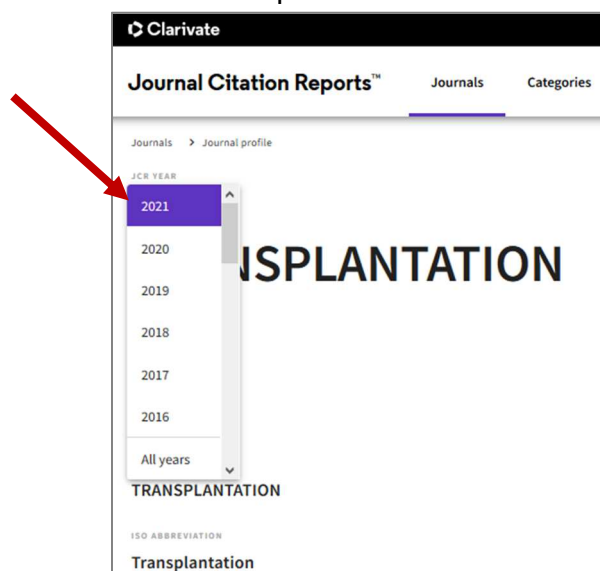 Clarivate
Journal Citation Reports™ Journals Categories
Journals > Journal profile
JCR YEAR
2021
2020
NSPLANTATION
2019
2018
2017
2016
All years
TRANSPLANTATION
ISO ABBREVIATION
Transplantation